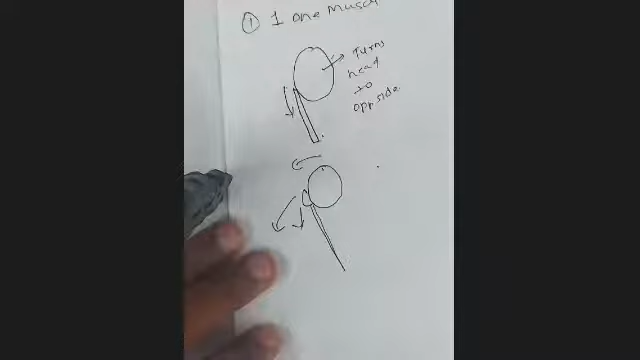 ① 1 one Muscl
Turns
head
to
opp side.